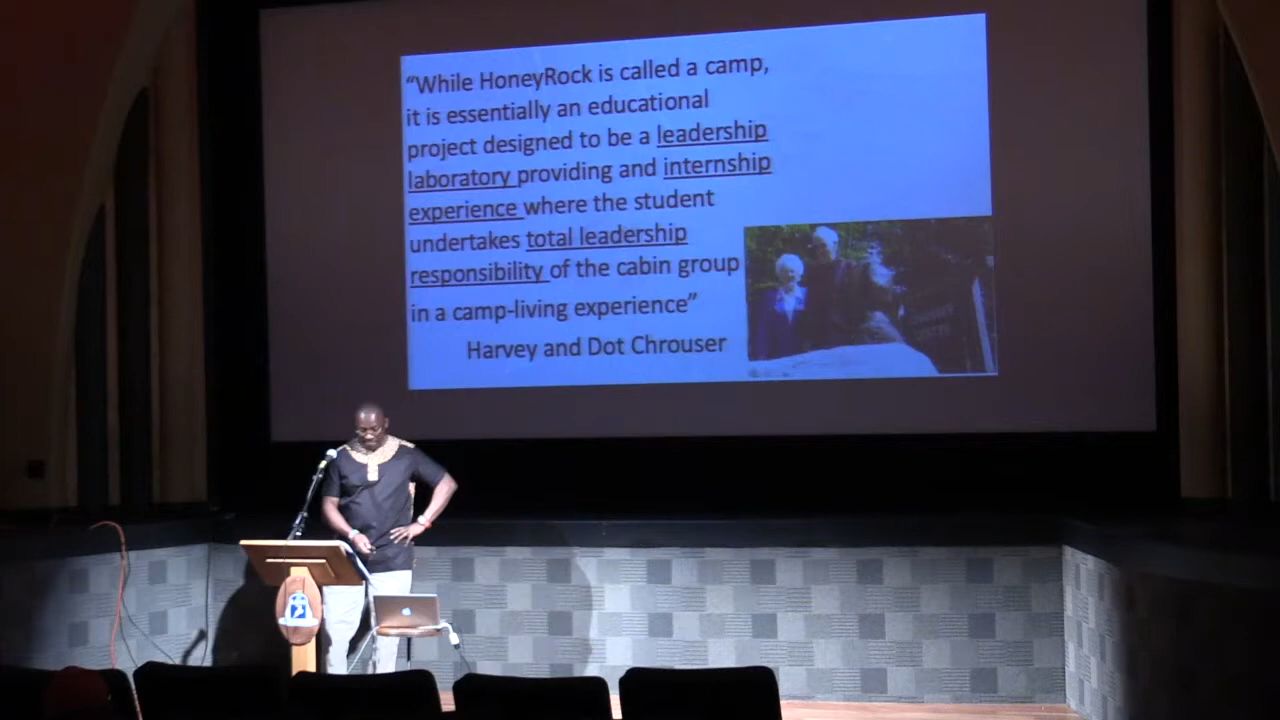 “While HoneyRock is called a camp,
it is essentially an educational
project designed to be a leadership
laboratory providing and internship
experience where the student
undertakes total leadership
responsibility of the cabin group
in a camp-living experience”
Harvey and Dot Chrouser